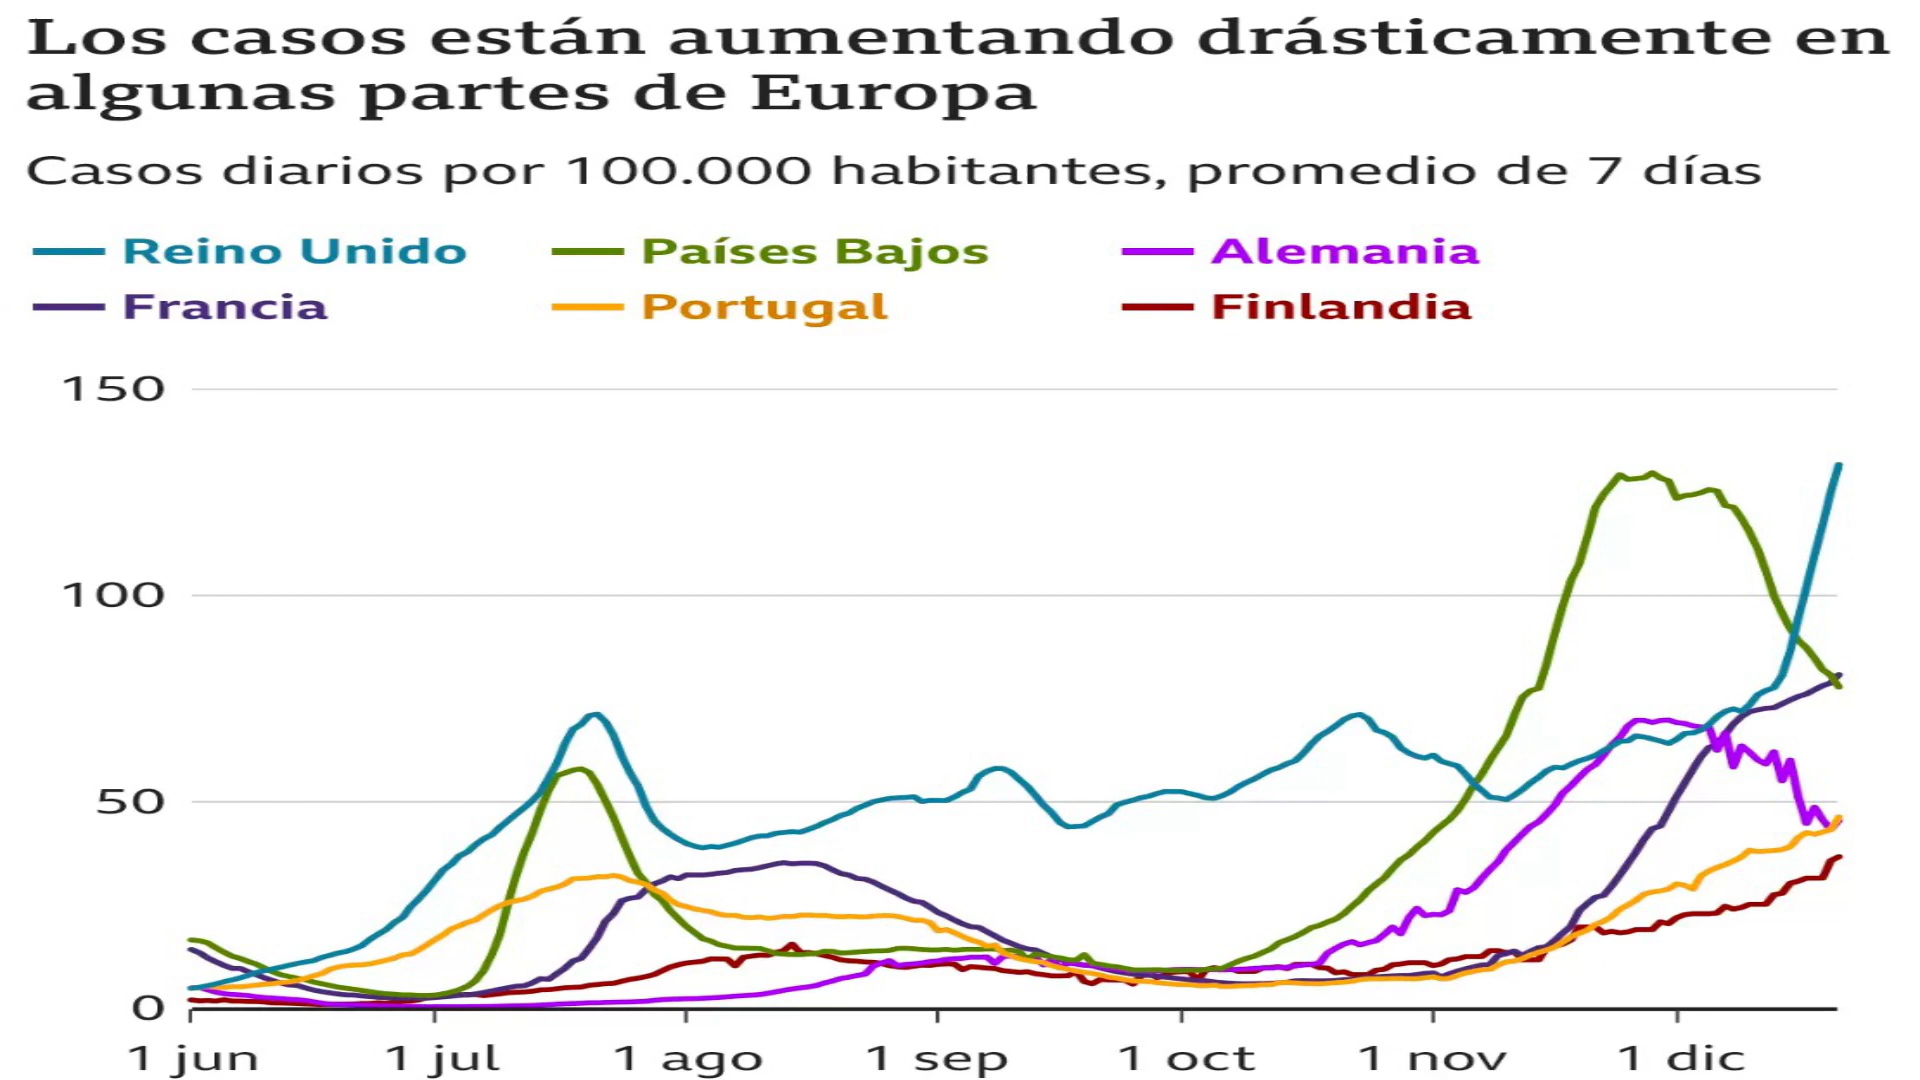 Los casos están aumentando drásticamente en
algunas partes de Europa
Casos diarios por 100.000 habitantes, promedio de 7 días
Reino Unido Países Bajos Alemania
Francia Portugal Finlandia
150
100
50
0
1 jun 1 jul 1 ago 1 sep 1 oct 1 nov 1 dic